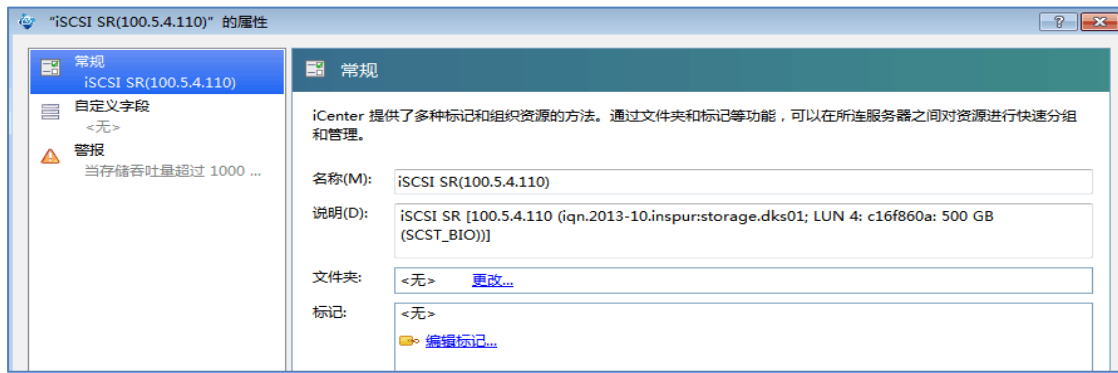 “iSCSI SR(100.5.4.110)”的属性
常规
iSCSI SR(100.5.4.110)
自定义字段
<无>
警报
当存储吞吐量超过 1000 ...
常规
iCenter 提供了多种标记和组织资源的方法。通过文件夹和标记等功能，可以在所连服务器之间对资源进行快速分组
和管理。
名称(M):
iSCSI SR(100.5.4.110)
说明(D):
iSCSI SR [100.5.4.110 (iqn.2013-10.inspur:storage.dks01; LUN 4: c16f860a: 500 GB
(SCST_BIO))]
文件夹:
<无> 更改...
标记:
<无>
编辑标记...